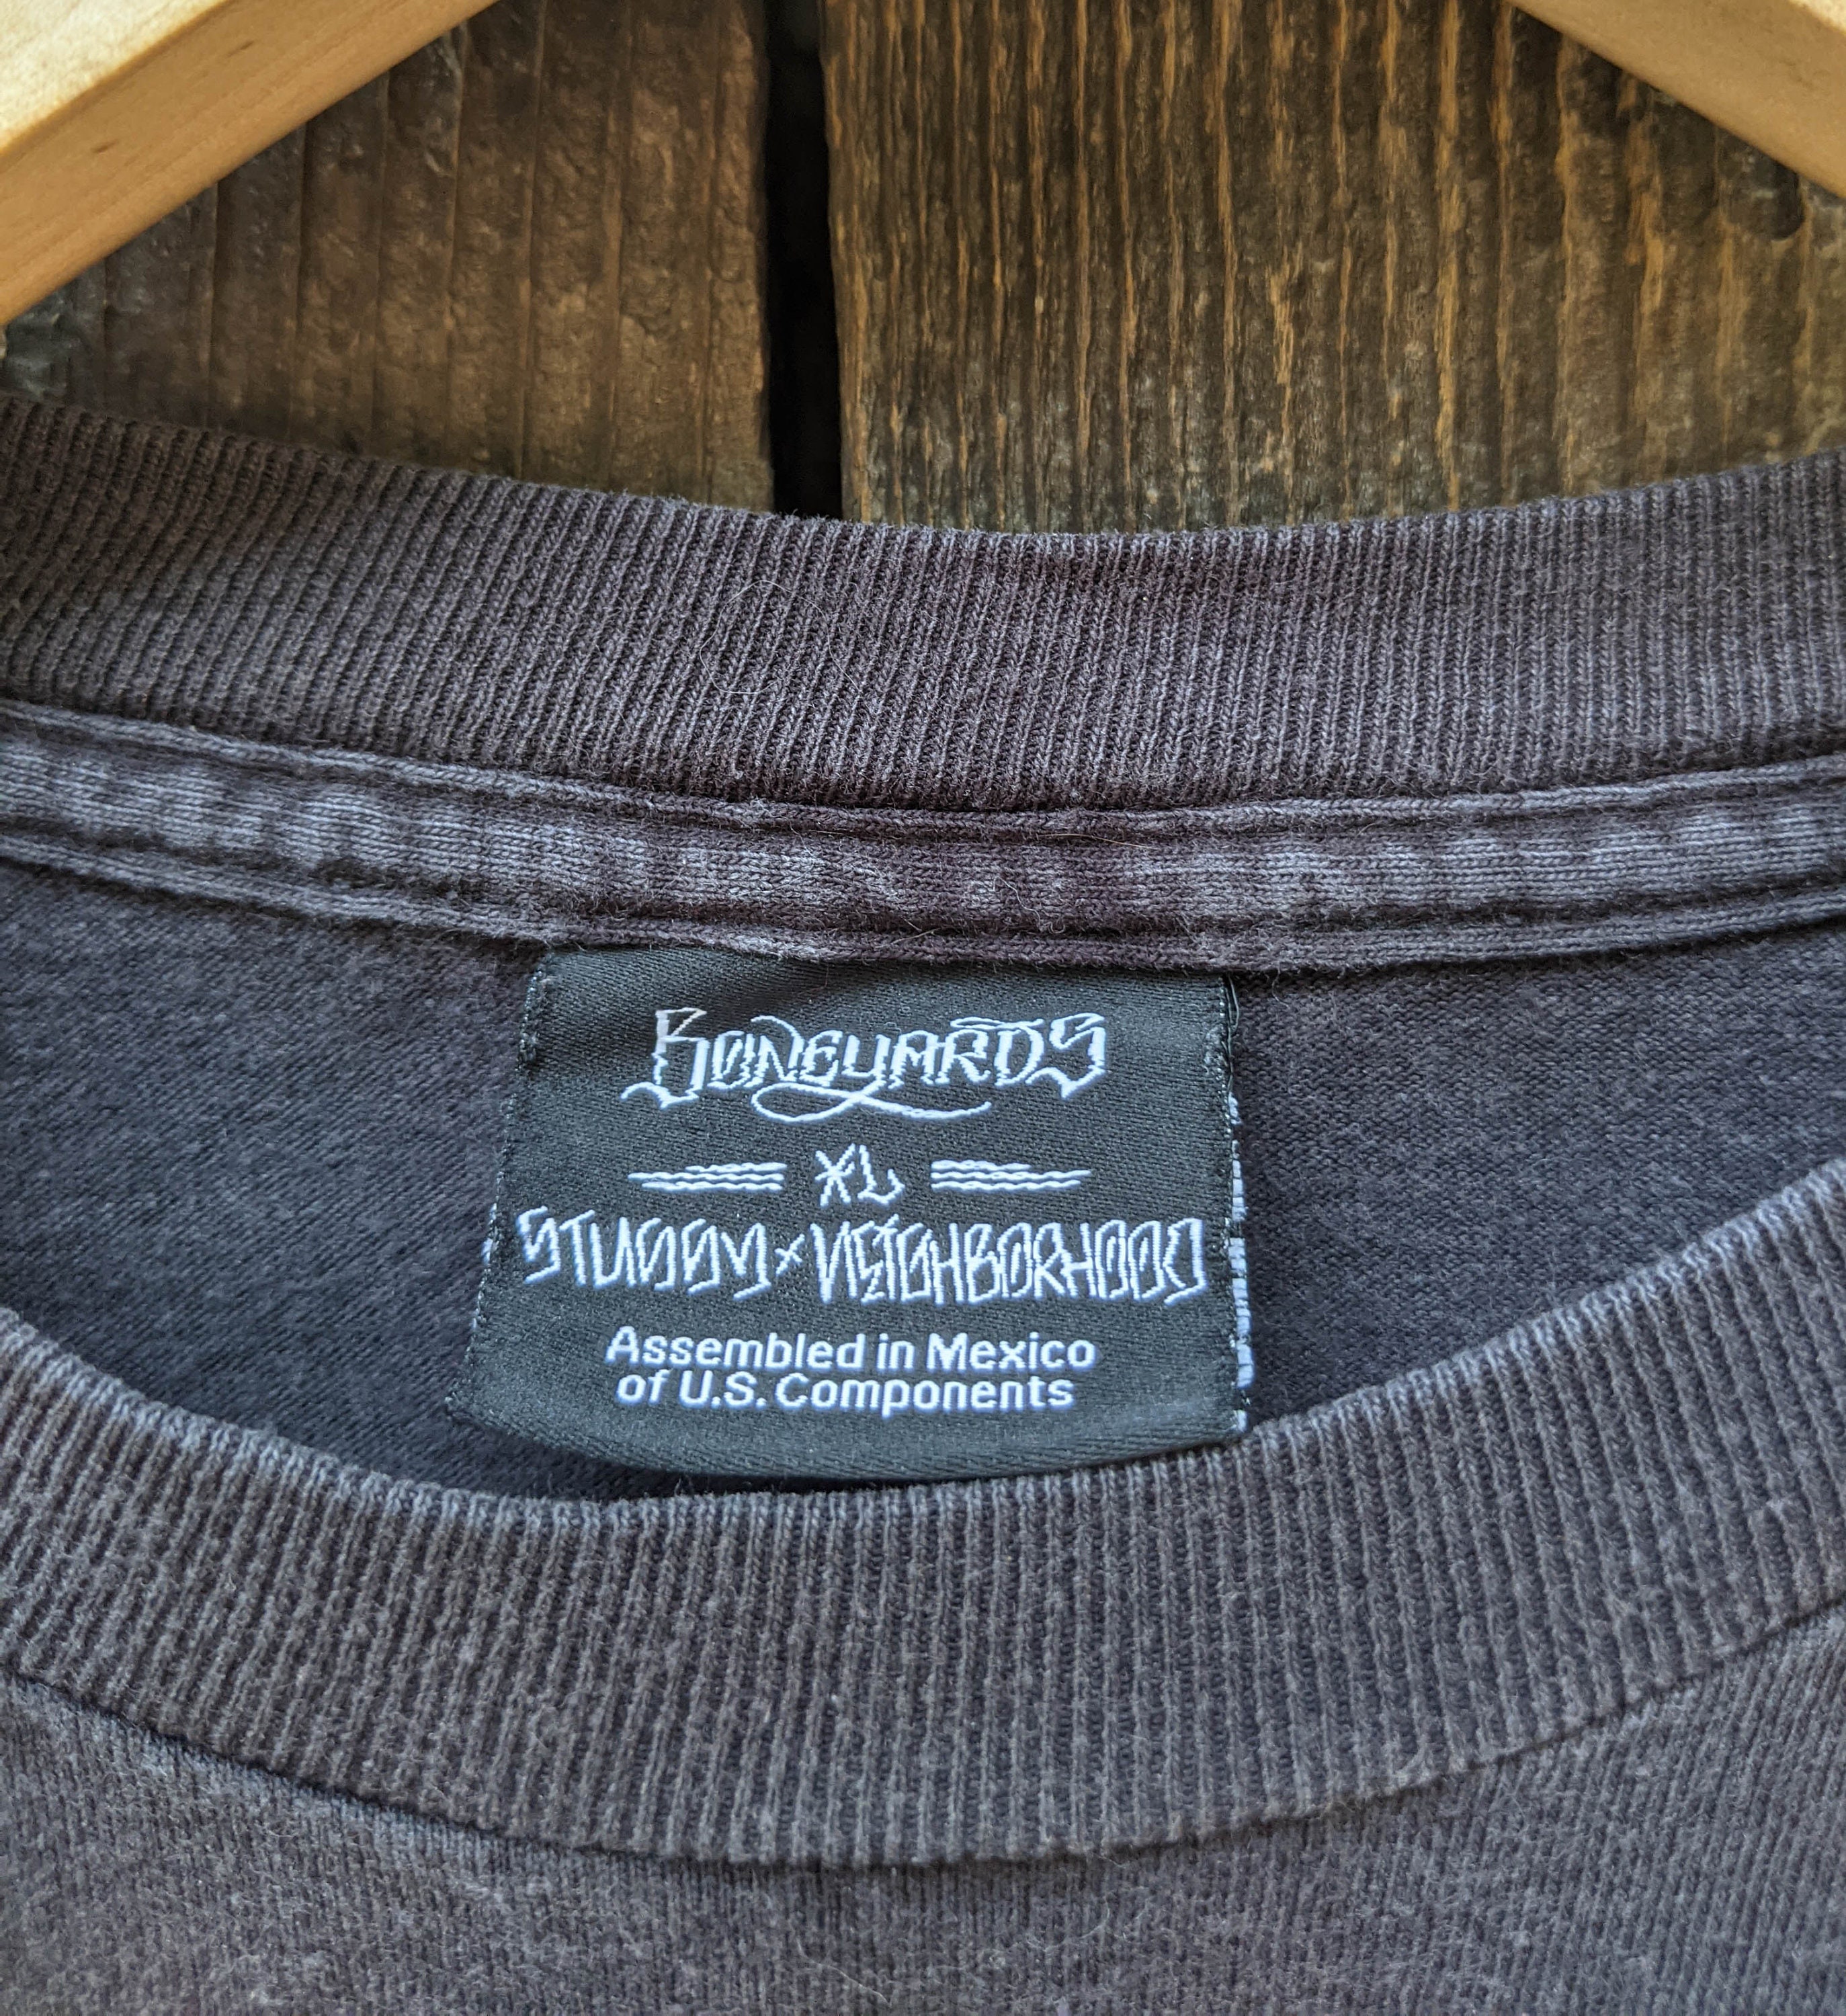 BONEYARDS
XL
STUSSY x NEIGHBORHOOD
Assembled in Mexico
of U.S. Components